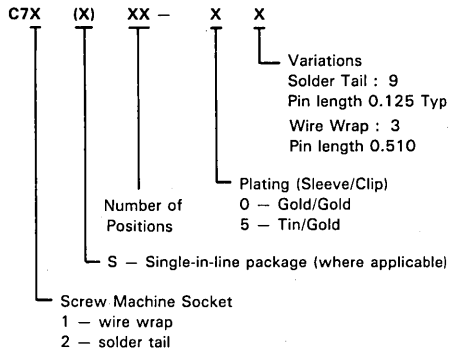 C7X (X) XX – X X
Variations
Solder Tail : 9
Pin length 0.125 Typ
Wire Wrap : 3
Pin length 0.510
Plating (Sleeve/Clip)
0 – Gold/Gold
5 – Tin/Gold
Number of
Positions
S – Single-in-line package (where applicable)
Screw Machine Socket
1 – wire wrap
2 – solder tail